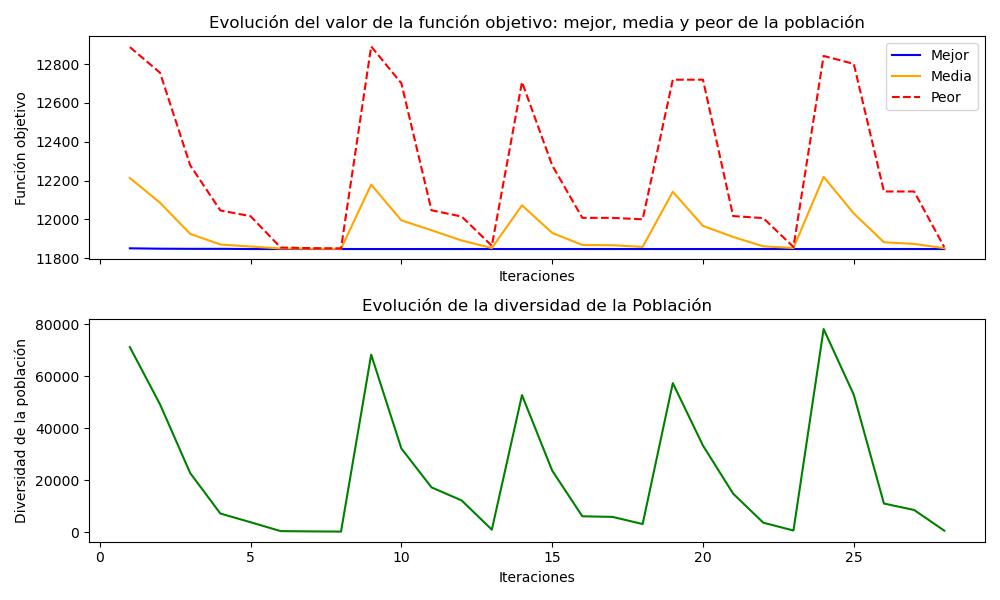 Evolución del valor de la función objetivo: mejor, media y peor de la población
Función objetivo
12800
12600
12400
12200
12000
11800
Mejor
Media
Peor
Iteraciones
Evolución de la diversidad de la Población
Diversidad de la población
80000
60000
40000
20000
0
0 5 10 15 20 25
Iteraciones